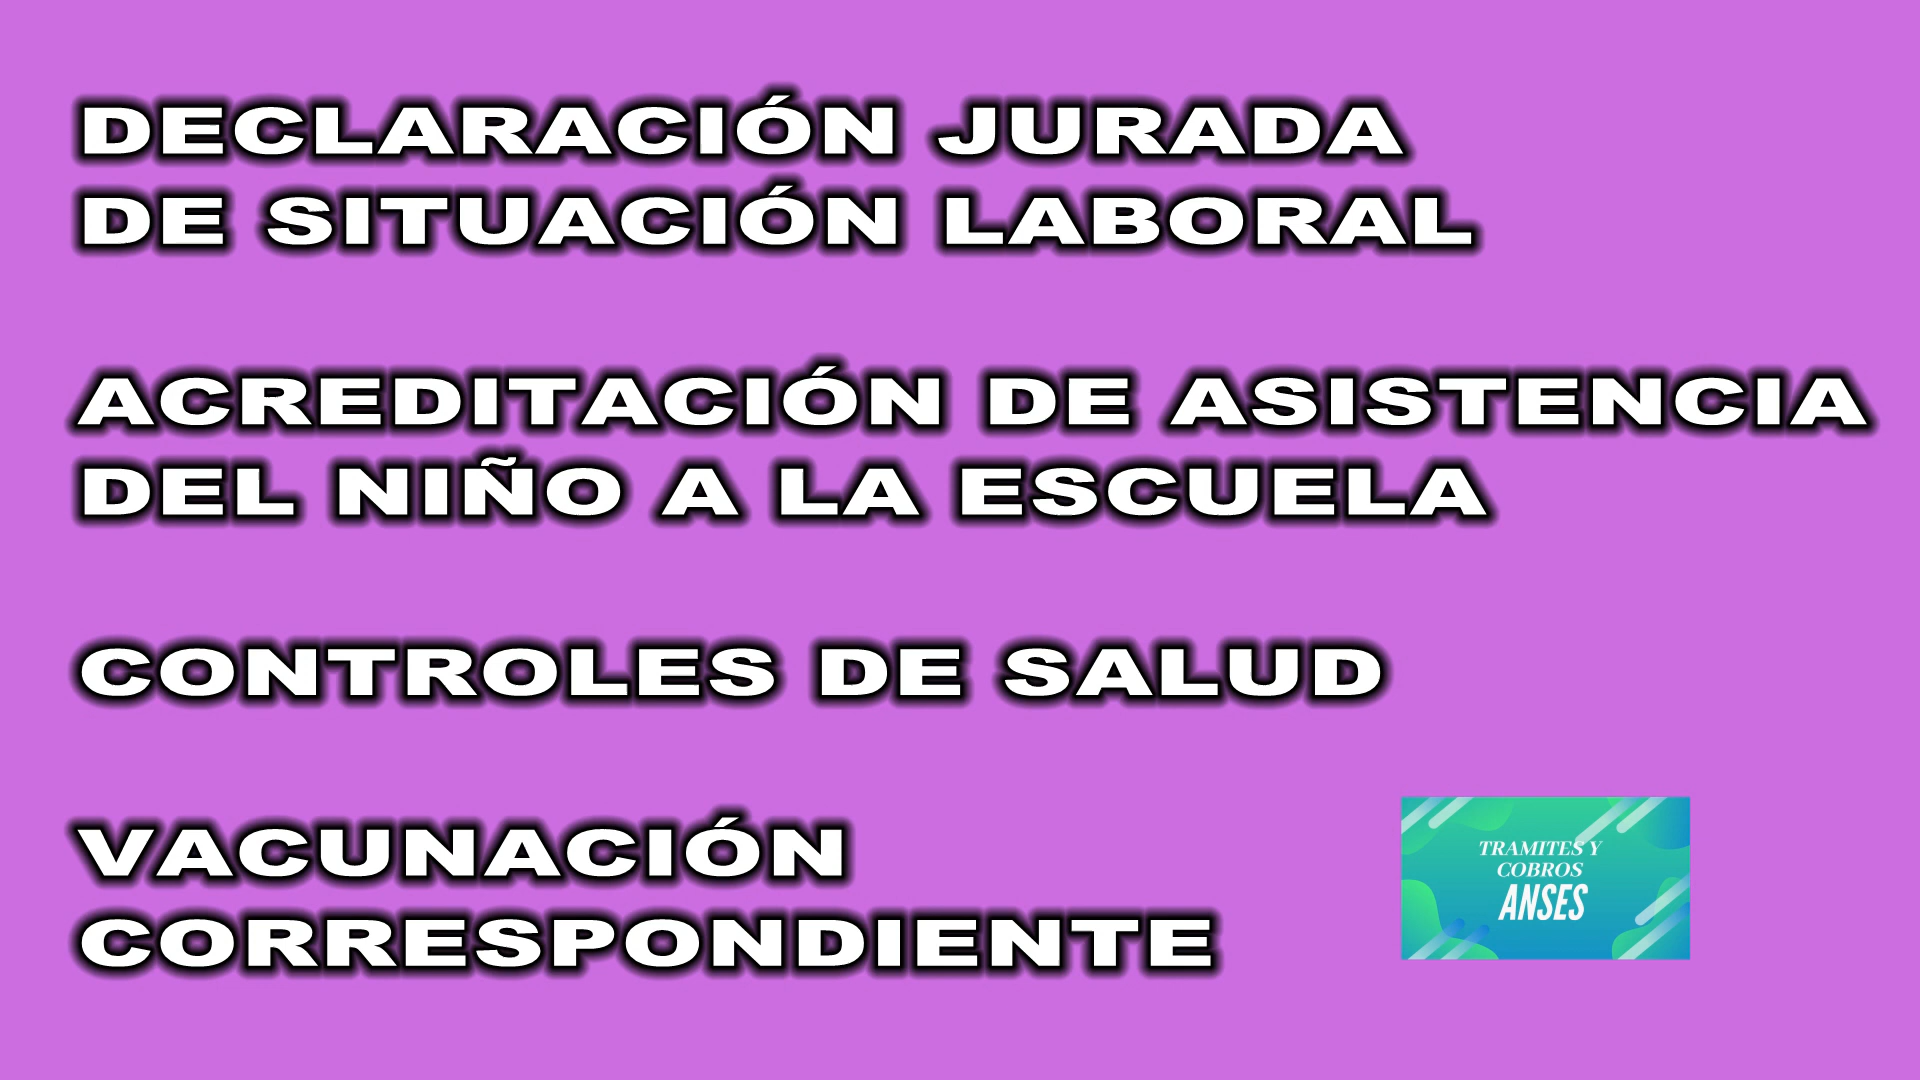 DECLARACIÓN JURADA
DE SITUACIÓN LABORAL
ACREDITACIÓN DE ASISTENCIA
DEL NIÑO A LA ESCUELA
CONTROLES DE SALUD
VACUNACIÓN
CORRESPONDIENTE
TRAMITES Y
COBROS
ANSES